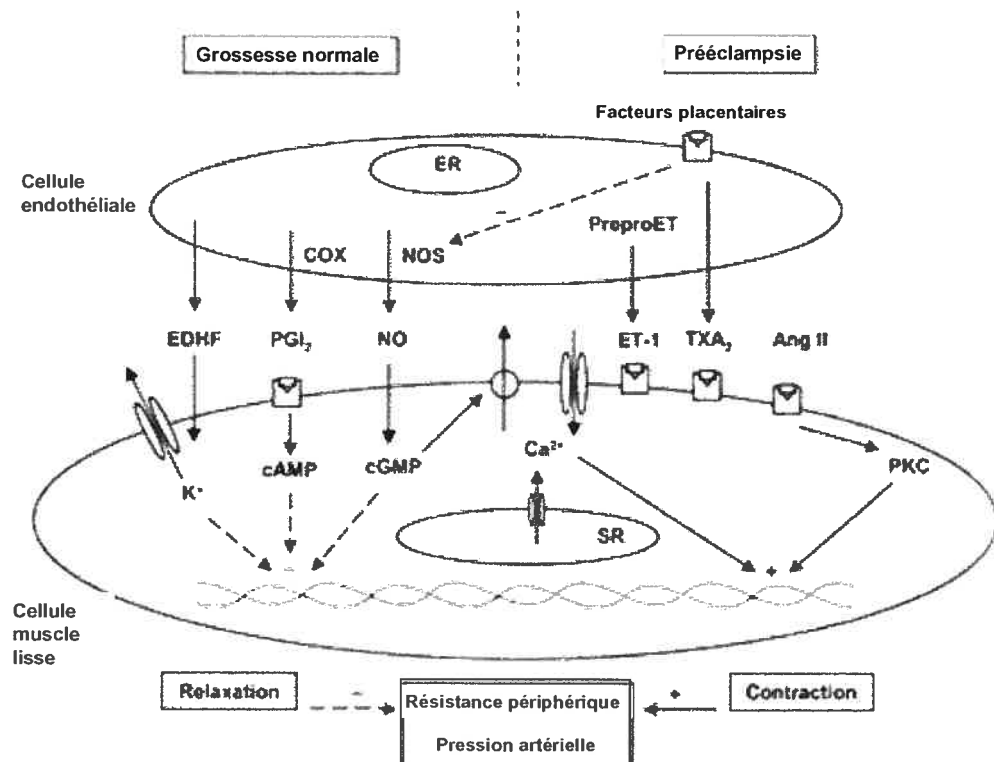 Grossesse normale
Prééclampsie
Facteurs placentaires
ER
Cellule
endothéliale
PreproET
COX
NOS
EDHF
PGI₂
NO
ET-1
TXA₂
Ang II
Ca²⁺
cAMP
cGMP
PKC
K⁺
SR
+
Cellule
muscle
lisse
Relaxation
Résistance périphérique
+
Contraction
Pression artérielle